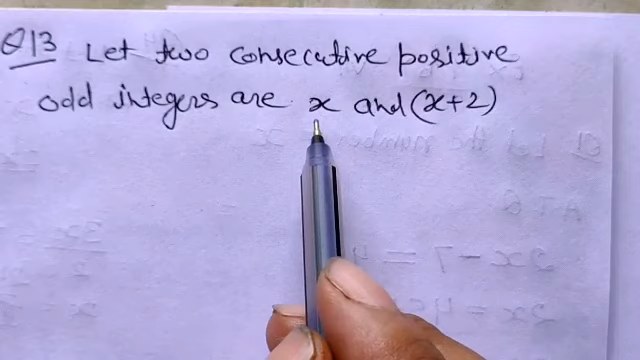 Q13 Let two consecutive positive
odd integers are x and (x+2)